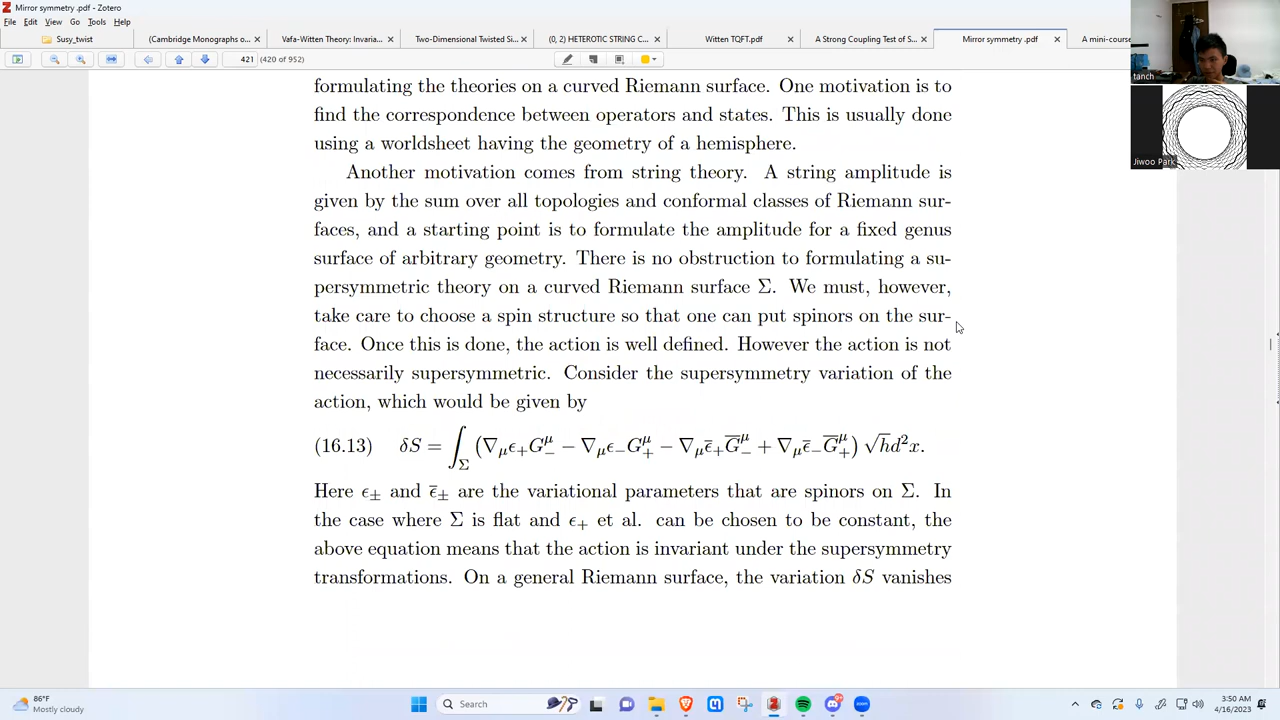 Mirror symmetry .pdf - Zotero
File Edit View Go Tools Help
Susy_twist
(Cambridge Monographs o...
Vafa-Witten Theory: Invaria...
Two-Dimensional Twisted Si...
(0, 2) HETEROTIC STRING C...
Witten TQFT.pdf
A Strong Coupling Test of S...
Mirror symmetry .pdf
A mini-course
421 (420 of 952)
tanch
Jiwoo Park
formulating the theories on a curved Riemann surface. One motivation is to
find the correspondence between operators and states. This is usually done
using a worldsheet having the geometry of a hemisphere.
Another motivation comes from string theory. A string amplitude is
given by the sum over all topologies and conformal classes of Riemann sur-
faces, and a starting point is to formulate the amplitude for a fixed genus
surface of arbitrary geometry. There is no obstruction to formulating a su-
persymmetric theory on a curved Riemann surface Σ. We must, however,
take care to choose a spin structure so that one can put spinors on the sur-
face. Once this is done, the action is well defined. However the action is not
necessarily supersymmetric. Consider the supersymmetry variation of the
action, which would be given by
(16.13) δS = ∫_Σ (∇_μ ε_+ G_−^μ − ∇_μ ε_− G_+^μ − ∇_μ ε̄_+ G̅_−^μ + ∇_μ ε̄_− G̅_+^μ) √h d²x.
Here ε_± and ε̄_± are the variational parameters that are spinors on Σ. In
the case where Σ is flat and ε_+ et al. can be chosen to be constant, the
above equation means that the action is invariant under the supersymmetry
transformations. On a general Riemann surface, the variation δS vanishes
86°F
Mostly cloudy
Search
3:50 AM
4/16/2023